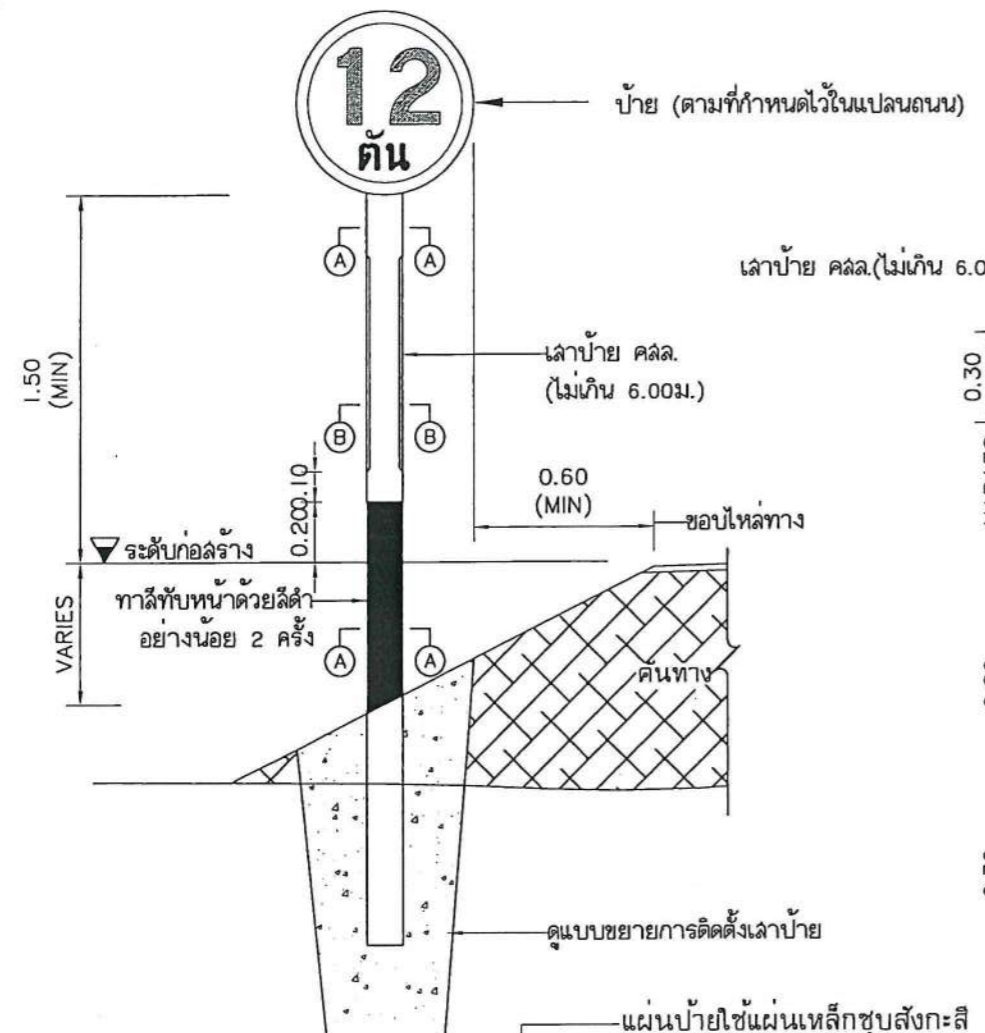 12
ตัน
ป้าย (ตามที่กำหนดไว้ในแปลนถนน)
A
A
เสาป้าย คสล.(ไม่เกิน 6.0
1.50
(MIN)
เสาป้าย คสล.
(ไม่เกิน 6.00ม.)
0.30
B
B
0.10
0.20
0.60
(MIN)
ขอบไหล่ทาง
ระดับก่อสร้าง
VARIES
ทาสีทับหน้าด้วยสีดำ
อย่างน้อย 2 ครั้ง
A
A
คันทาง
ดูแบบขยายการติดตั้งเสาป้าย
แผ่นป้ายใช้แผ่นเหล็กชุบสังกะสี